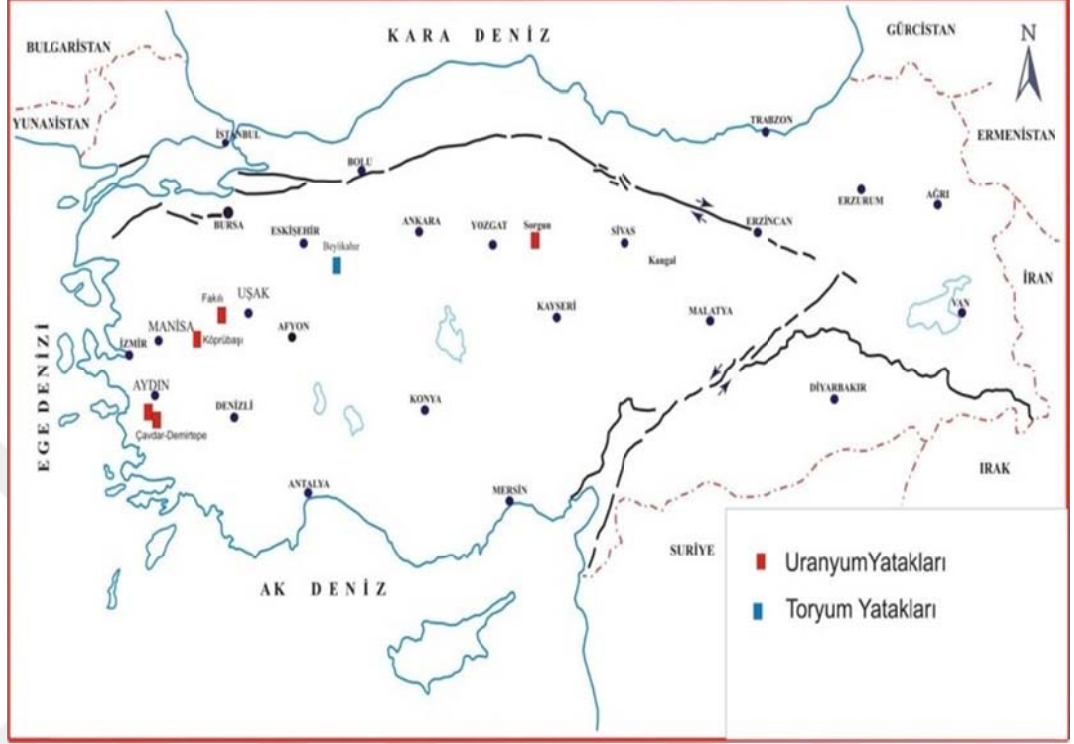 KARA DENİZ
GÜRCİSTAN
BULGARİSTAN
N
YUNANİSTAN
İSTANBUL
TRABZON
ERMENİSTAN
BOLU
ERZURUM
AĞRI
BURSA
ESKİŞEHİR
ANKARA
YOZGAT
Sorgun
SİVAS
ERZİNCAN
Kangal
İRAN
Fakılı
UŞAK
VAN
MANİSA
Köprübaşı
AFYON
KAYSERİ
MALATYA
İZMİR
EGE DENİZİ
AYDIN
DENİZLİ
KONYA
DİYARBAKIR
Çavdar-Demirtepe
IRAK
ANTALYA
MERSİN
SURİYE
AK DENİZ
UranyumYatakları
Toryum Yatakları